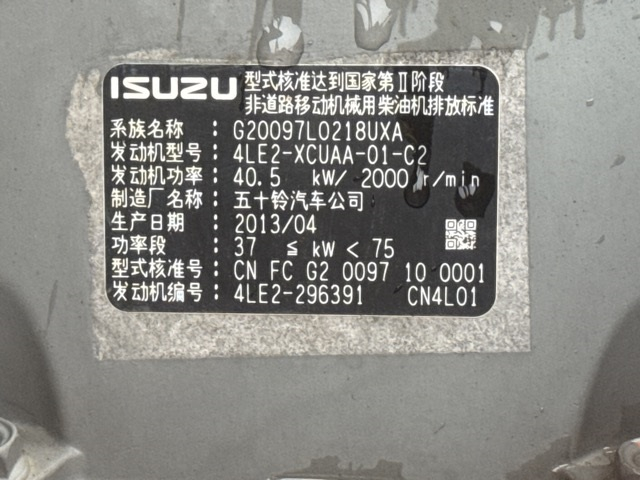 ISUZU 型式核准达到国家第Ⅱ阶段
非道路移动机械用柴油机排放标准
系族名称： G20097L0218UXA
发动机型号： 4LE2-XCUAA-01-C2
发动机功率： 40.5 kW/ 2000 r/min
制造厂名称： 五十铃汽车公司
生产日期： 2013/04
功率段： 37 ≦ kW < 75
型式核准号： CN FC G2 0097 10 0001
发动机编号： 4LE2-296391 CN4L01